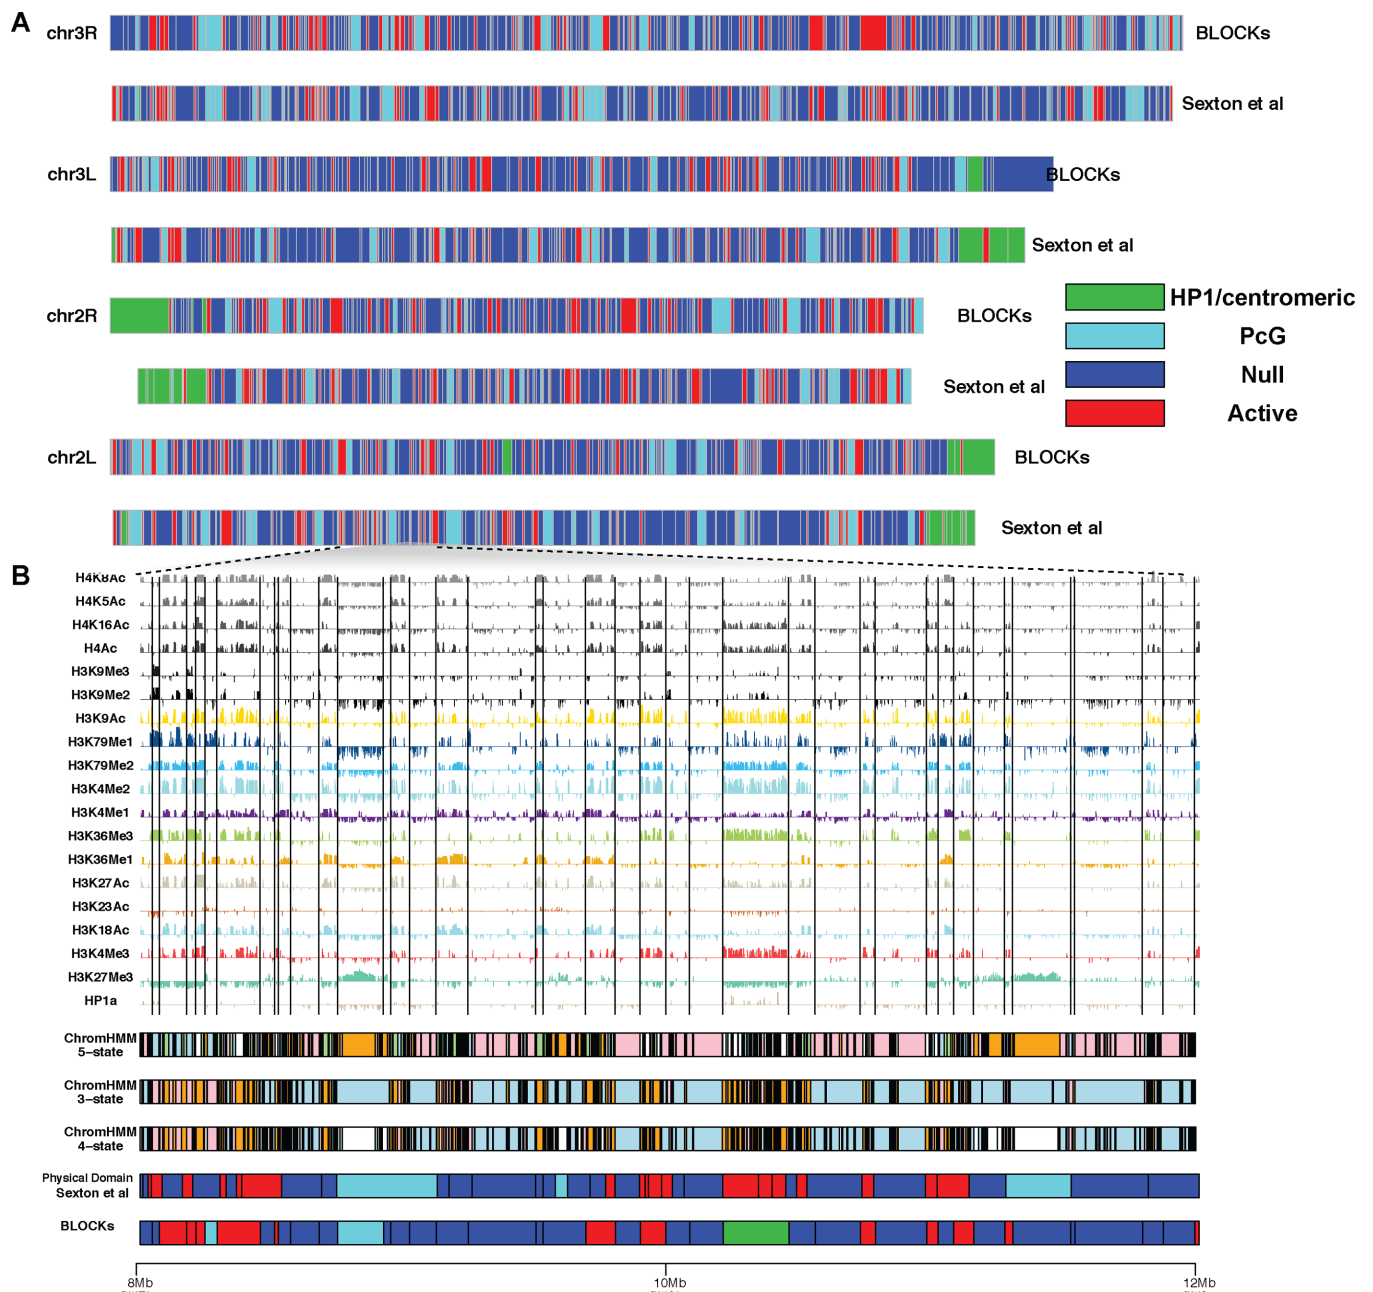 A
chr3R
BLOCKs
Sexton et al
chr3L
BLOCKs
Sexton et al
HP1/centromeric
chr2R
BLOCKs
PcG
Null
Sexton et al
Active
chr2L
BLOCKs
Sexton et al
B
H4K8Ac
H4K5Ac
H4K16Ac
H4Ac
H3K9Me3
H3K9Me2
H3K9Ac
H3K79Me1
H3K79Me2
H3K4Me2
H3K4Me1
H3K36Me3
H3K36Me1
H3K27Ac
H3K23Ac
H3K18Ac
H3K4Me3
H3K27Me3
HP1a
ChromHMM
5−state
ChromHMM
3−state
ChromHMM
4−state
Physical Domain
Sexton et al
BLOCKs
8Mb
10Mb
12Mb